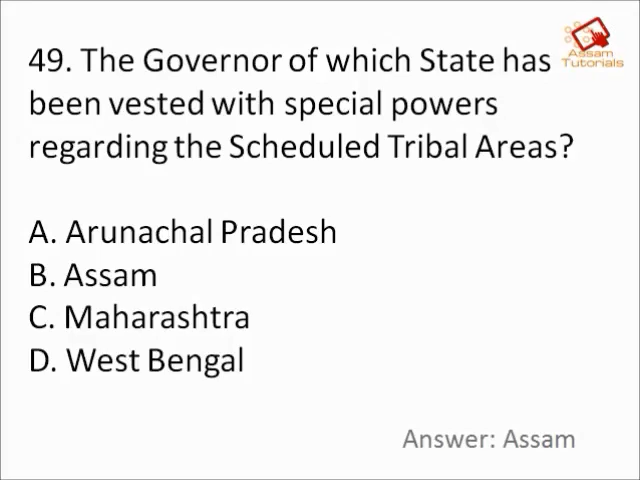 Assam
Tutorials
49. The Governor of which State has
been vested with special powers
regarding the Scheduled Tribal Areas?
A. Arunachal Pradesh
B. Assam
C. Maharashtra
D. West Bengal
Answer: Assam